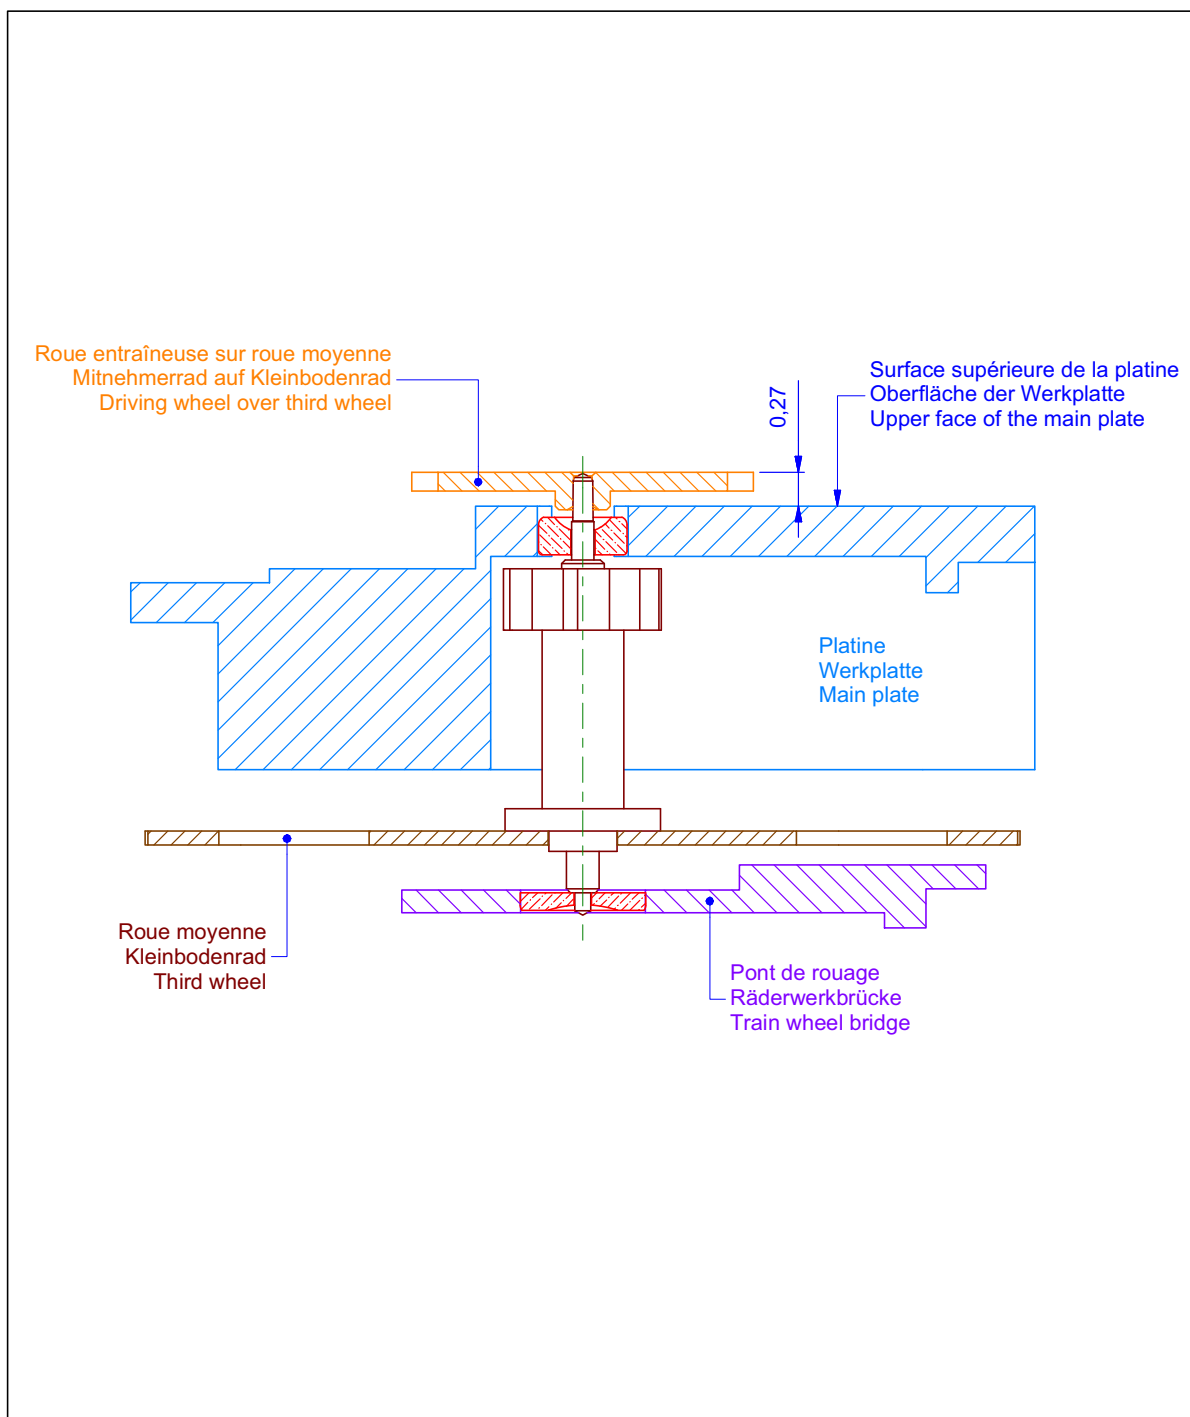 Roue entraîneuse sur roue moyenne
Mitnehmerrad auf Kleinbodenrad
Driving wheel over third wheel
0,27
Surface supérieure de la platine
Oberfläche der Werkplatte
Upper face of the main plate
Platine
Werkplatte
Main plate
Roue moyenne
Kleinbodenrad
Third wheel
Pont de rouage
Räderwerkbrücke
Train wheel bridge